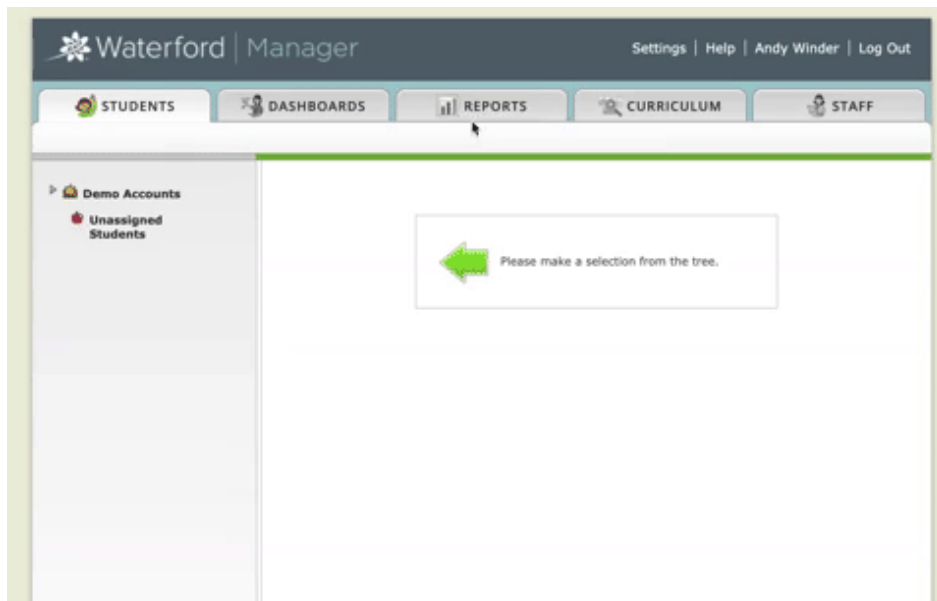 Waterford | Manager
Settings | Help | Andy Winder | Log Out
STUDENTS
DASHBOARDS
REPORTS
CURRICULUM
STAFF
Demo Accounts
Unassigned
Students
Please make a selection from the tree.